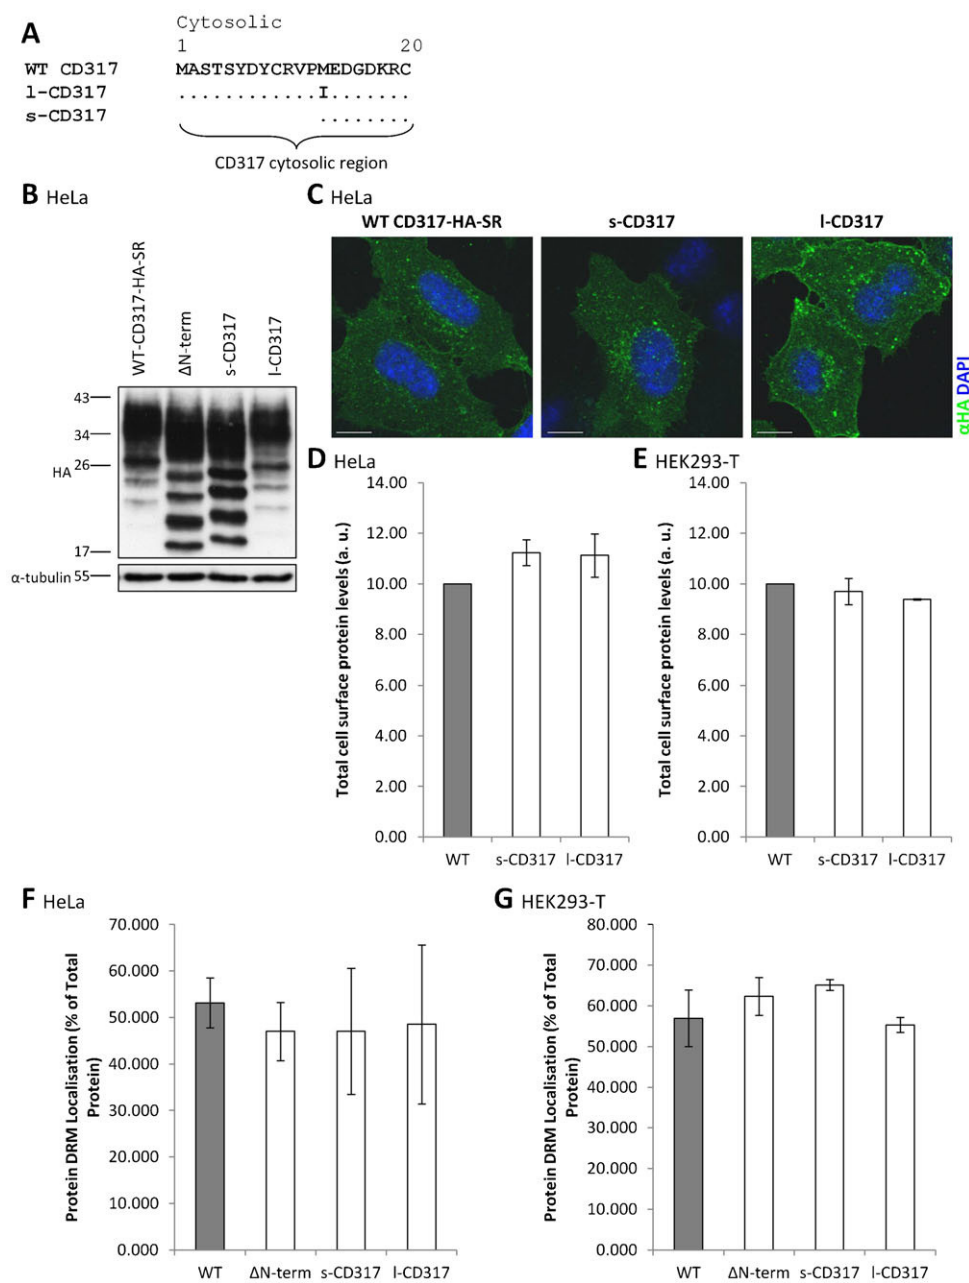 A
Cytosolic
1 20
WT CD317 MASTSYDYCRVPMEDGDKRC
l-CD317 ............I.......
s-CD317 ........
CD317 cytosolic region
B HeLa
WT-CD317-HA-SR
ΔN-term
s-CD317
l-CD317
43
34
26
HA
17
α-tubulin 55
C HeLa
WT CD317-HA-SR s-CD317 l-CD317
αHA DAPI
D HeLa
Total cell surface protein levels (a. u.)
14.00
12.00
10.00
8.00
6.00
4.00
2.00
0.00
WT s-CD317 l-CD317
E HEK293-T
Total cell surface protein levels (a. u.)
14.00
12.00
10.00
8.00
6.00
4.00
2.00
0.00
WT s-CD317 l-CD317
F HeLa
Protein DRM Localisation (% of Total
Protein)
70.000
60.000
50.000
40.000
30.000
20.000
10.000
0.000
WT ΔN-term s-CD317 l-CD317
G HEK293-T
Protein DRM Localisation (% of Total
Protein)
80.000
70.000
60.000
50.000
40.000
30.000
20.000
10.000
0.000
WT ΔN-term s-CD317 l-CD317